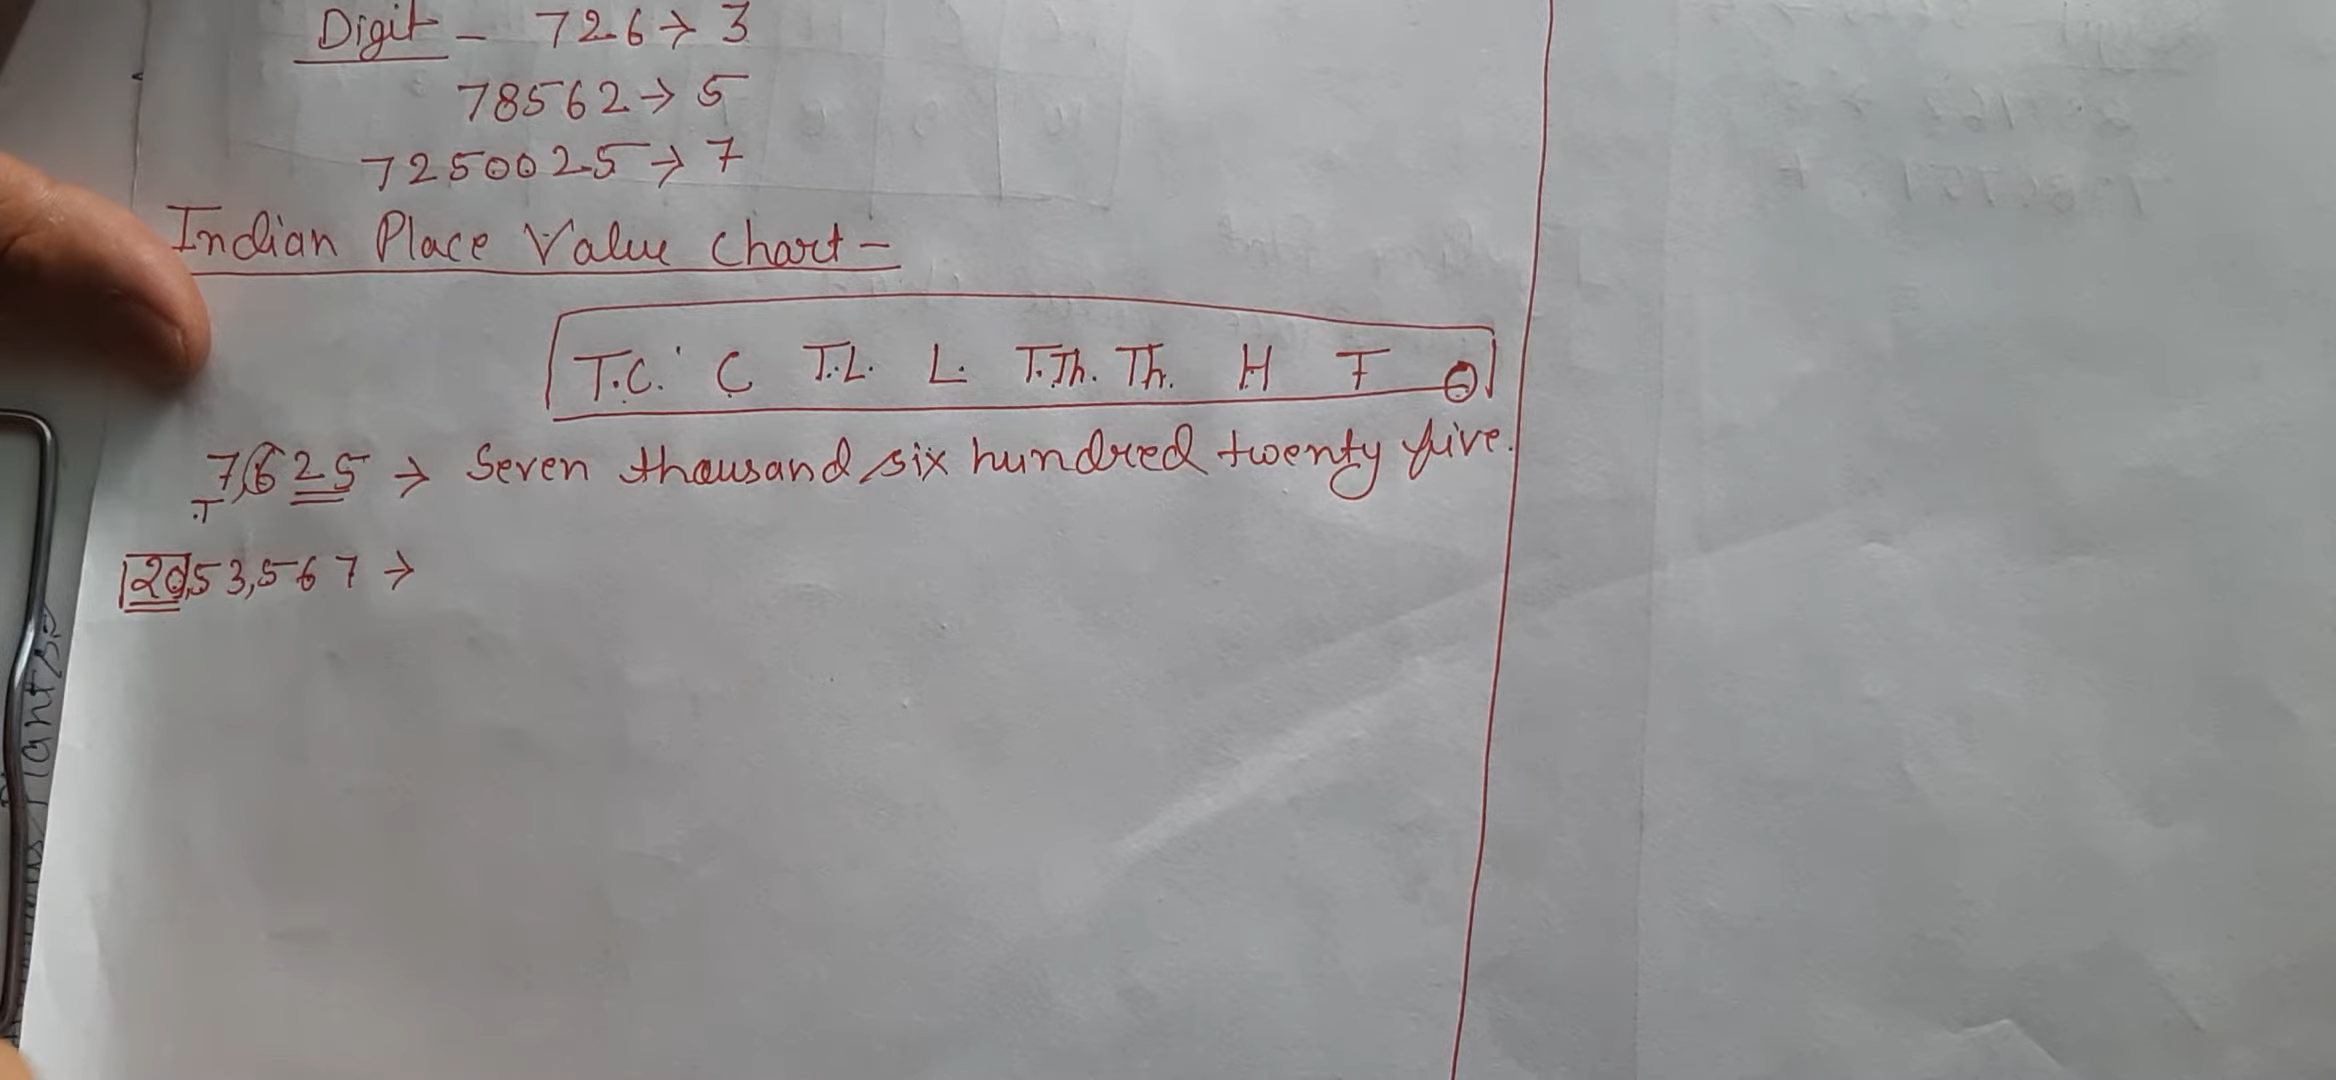 Digit - 726 → 3
78562 → 5
7250025 → 7
Indian Place Value Chart -
T.C. C T.L. L. T.Th. Th. H T O
7,625 → Seven thousand six hundred twenty five.
T
20,53,567 →